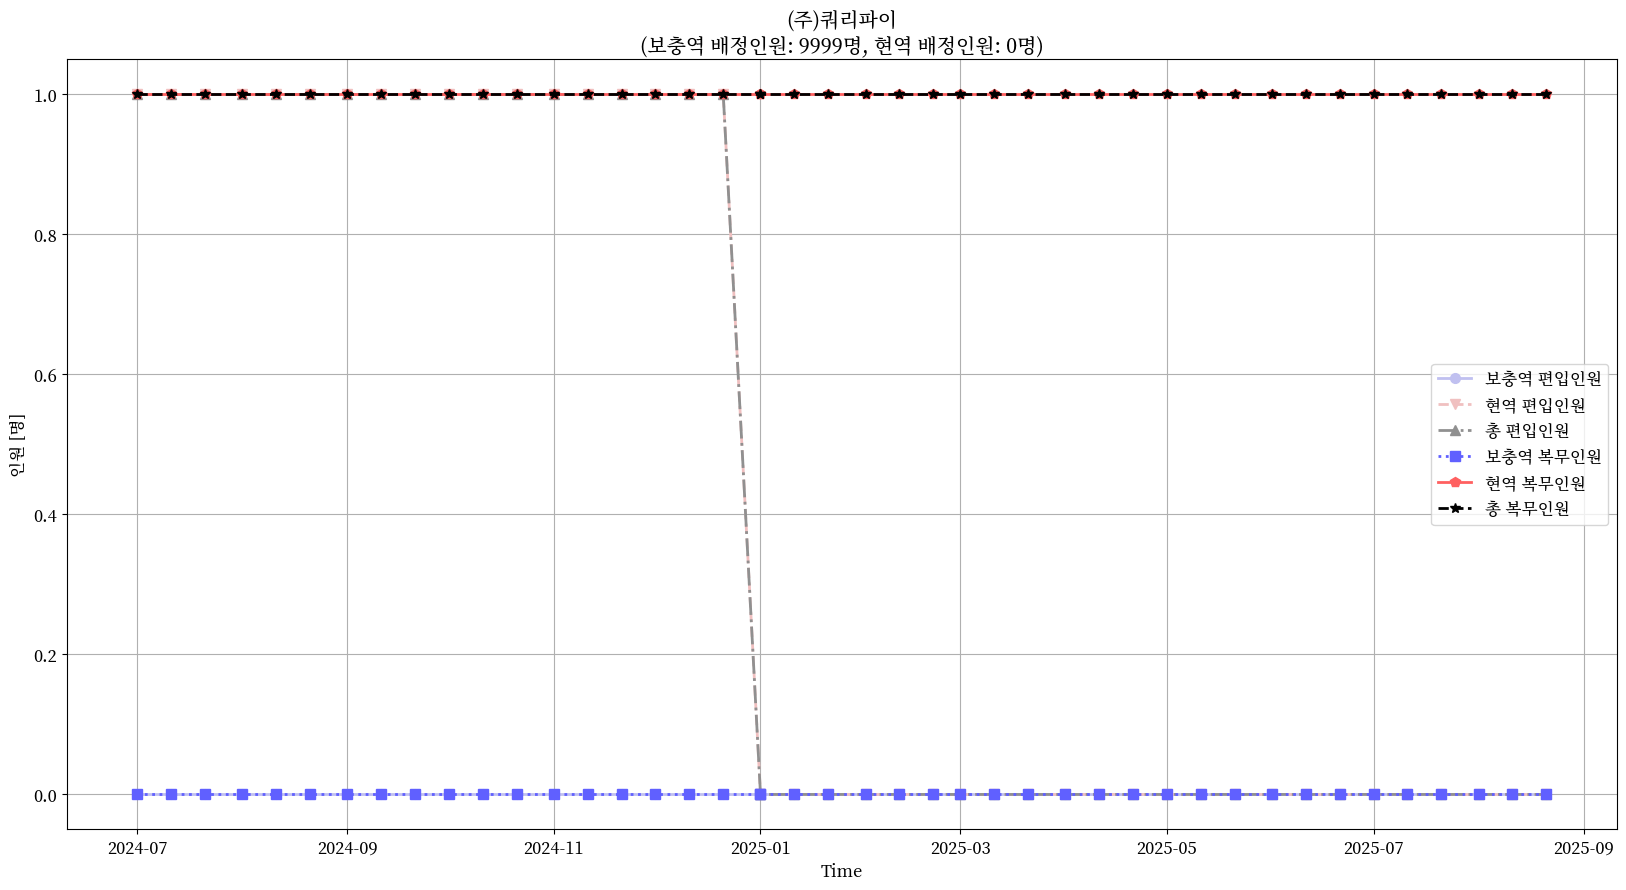 (주)쿼리파이
(보충역 배정인원: 9999명, 현역 배정인원: 0명)
인원 [명]
1.0
0.8
0.6
0.4
0.2
0.0
보충역 편입인원
현역 편입인원
총 편입인원
보충역 복무인원
현역 복무인원
총 복무인원
2024-07
2024-09
2024-11
2025-01
2025-03
2025-05
2025-07
2025-09
Time